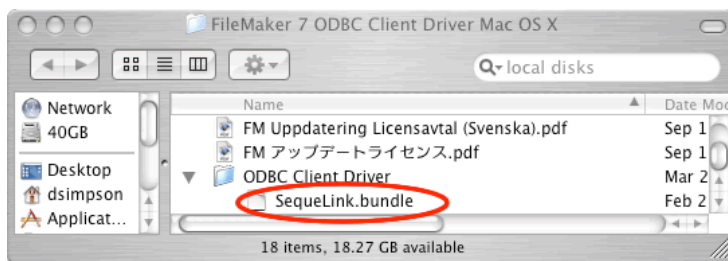 FileMaker 7 ODBC Client Driver Mac OS X
local disks
Name Date Mod
Network
40GB
Desktop
dsimpson
Applicat...
FM Uppdatering Licensavtal (Svenska).pdf Sep 1
FM アップデートライセンス.pdf Sep 1
ODBC Client Driver Mar 2
SequeLink.bundle Feb 2
18 items, 18.27 GB available